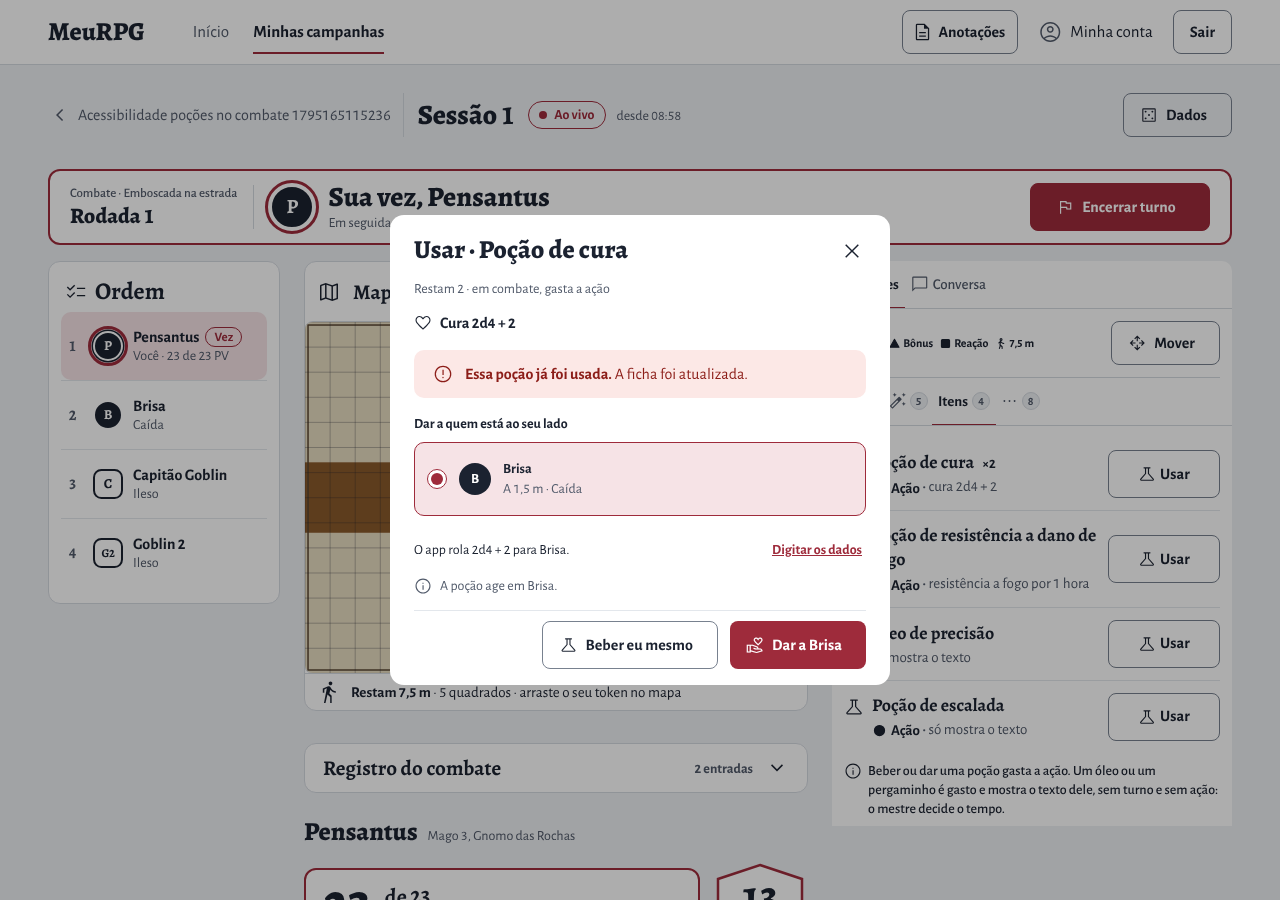 MeuRPG
Início
Minhas campanhas
Anotações
Minha conta
Sair
Acessibilidade poções no combate 1795165115236
Sessão 1
Ao vivo
desde 08:58
Dados
Combate · Emboscada na estrada
Rodada 1
P
Sua vez, Pensantus
Em seguida
Encerrar turno
Ordem
1
P
Pensantus
Vez
Você · 23 de 23 PV
2
B
Brisa
Caída
3
C
Capitão Goblin
Ileso
4
G2
Goblin 2
Ileso
Usar · Poção de cura
Restam 2 · em combate, gasta a ação
Cura 2d4 + 2
Essa poção já foi usada. A ficha foi atualizada.
Dar a quem está ao seu lado
B
Brisa
A 1,5 m · Caída
O app rola 2d4 + 2 para Brisa.
Digitar os dados
A poção age em Brisa.
Beber eu mesmo
Dar a Brisa
Restam 7,5 m · 5 quadrados · arraste o seu token no mapa
Registro do combate
2 entradas
Pensantus
Mago 3, Gnomo das Rochas
de 23
13
Conversa
Bônus
Reação
7,5 m
Mover
5
Itens
4
8
de cura ×2
Ação · cura 2d4 + 2
Usar
de resistência a dano de
Ação · resistência a fogo por 1 hora
Usar
de precisão
mostra o texto
Usar
Poção de escalada
Ação · só mostra o texto
Usar
Beber ou dar uma poção gasta a ação. Um óleo ou um
pergaminho é gasto e mostra o texto dele, sem turno e sem ação:
o mestre decide o tempo.